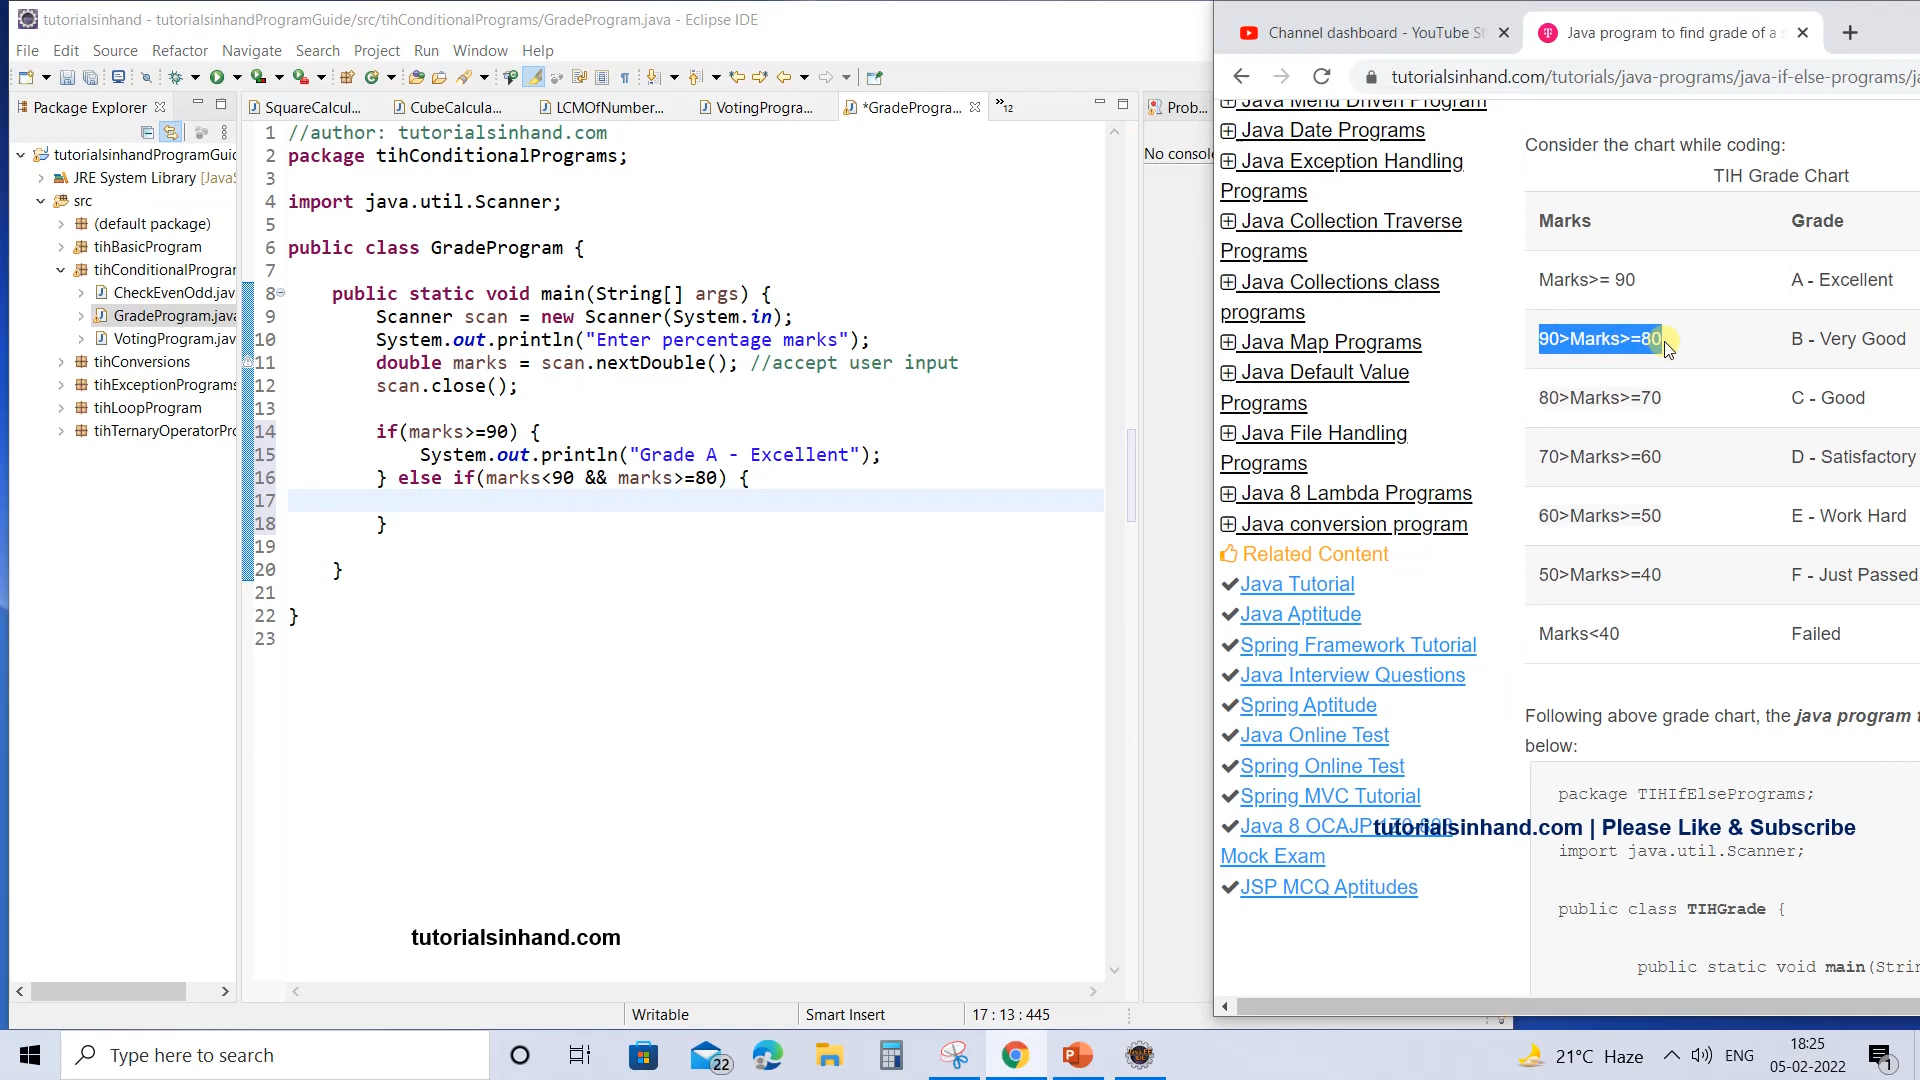 tutorialsinhand - tutorialsinhandProgramGuide/src/tihConditionalPrograms/GradeProgram.java - Eclipse IDE
File Edit Source Refactor Navigate Search Project Run Window Help
Package Explorer
SquareCalcul... CubeCalcula... LCMOfNumber... VotingProgra... *GradeProgra... »12
tutorialsinhandProgramGuid
JRE System Library [JavaS
src
(default package)
tihBasicProgram
tihConditionalPrograr
CheckEvenOdd.jav
GradeProgram.java
VotingProgram.jav
tihConversions
tihExceptionPrograms
tihLoopProgram
tihTernaryOperatorPro
1 //author: tutorialsinhand.com
2 package tihConditionalPrograms;
3
4 import java.util.Scanner;
5
6 public class GradeProgram {
7
8 public static void main(String[] args) {
9 Scanner scan = new Scanner(System.in);
10 System.out.println("Enter percentage marks");
11 double marks = scan.nextDouble(); //accept user input
12 scan.close();
13
14 if(marks>=90) {
15 System.out.println("Grade A - Excellent");
16 } else if(marks<90 && marks>=80) {
17
18 }
19
20 }
21
22 }
23
tutorialsinhand.com
Writable Smart Insert 17 : 13 : 445
Prob...
No consol
Channel dashboard - YouTube St Java program to find grade of a s
tutorialsinhand.com/tutorials/java-programs/java-if-else-programs/ja
Java Menu Driven Program
Java Date Programs
Java Exception Handling
Programs
Java Collection Traverse
Programs
Java Collections class
programs
Java Map Programs
Java Default Value
Programs
Java File Handling
Programs
Java 8 Lambda Programs
Java conversion program
Related Content
Java Tutorial
Java Aptitude
Spring Framework Tutorial
Java Interview Questions
Spring Aptitude
Java Online Test
Spring Online Test
Spring MVC Tutorial
Java 8 OCAJP
Mock Exam
JSP MCQ Aptitudes
Consider the chart while coding:
TIH Grade Chart
Marks Grade
Marks>= 90 A - Excellent
90>Marks>=80 B - Very Good
80>Marks>=70 C - Good
70>Marks>=60 D - Satisfactory
60>Marks>=50 E - Work Hard
50>Marks>=40 F - Just Passed
Marks<40 Failed
Following above grade chart, the java program t
below:
package TIHIfElsePrograms;
tutorialsinhand.com | Please Like & Subscribe
import java.util.Scanner;
public class TIHGrade {
public static void main(Strin
Type here to search
22
21°C Haze
ENG
18:25
05-02-2022
1